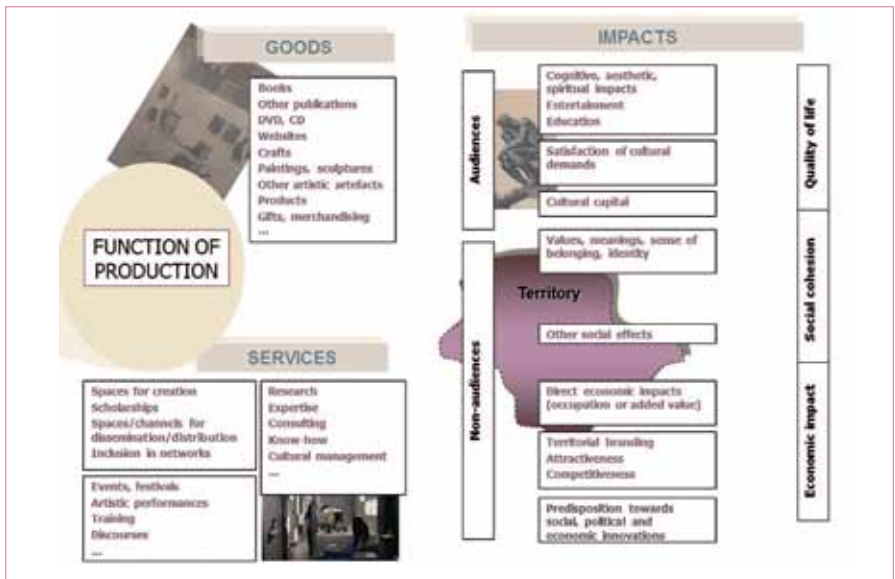 GOODS
Books
Other publications
DVD, CD
Websites
Crafts
Paintings, sculptures
Other artistic artefacts
Products
Gifts, merchandising
...
FUNCTION OF
PRODUCTION
SERVICES
Spaces for creation
Scholarships
Spaces/channels for
dissemination/distribution
Inclusion in networks
Events, festivals
Artistic performances
Training
Discourses
...
Research
Expertise
Consulting
Know-how
Cultural management
...
IMPACTS
Audiences
Non-audiences
Cognitive, aesthetic,
spiritual impacts
Entertainment
Education
Satisfaction of cultural
demands
Cultural capital
Values, meanings, sense of
belonging, identity
Territory
Other social effects
Direct economic impacts
(occupation or added value)
Territorial branding
Attractiveness
Competitiveness
Predisposition towards
social, political and
economic innovations
Quality of life
Social cohesion
Economic impact